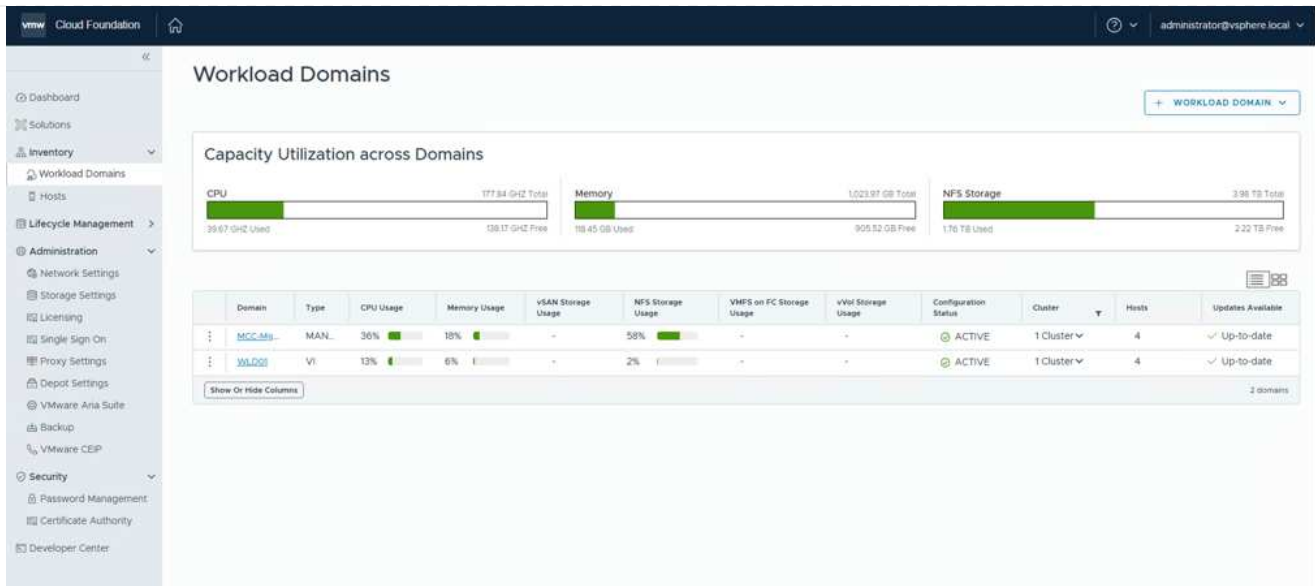 vmw Cloud Foundation
administrator@vsphere.local
Dashboard
Solutions
Inventory
Workload Domains
Hosts
Lifecycle Management
Administration
Network Settings
Storage Settings
Licensing
Single Sign On
Proxy Settings
Depot Settings
VMware Aria Suite
Backup
VMware CEIP
Security
Password Management
Certificate Authority
Developer Center
Workload Domains
+ WORKLOAD DOMAIN
Capacity Utilization across Domains
CPU 177.84 GHZ Total
39.67 GHZ Used 138.17 GHZ Free
Memory 1,023.97 GB Total
118.45 GB Used 905.52 GB Free
NFS Storage 3.98 TB Total
1.76 TB Used 2.22 TB Free
Domain Type CPU Usage Memory Usage vSAN Storage Usage NFS Storage Usage VMFS on FC Storage Usage vVol Storage Usage Configuration Status Cluster Hosts Updates Available
MCC-Ma... MAN... 36% 18% - 58% - - ACTIVE 1 Cluster 4 Up-to-date
WLD01 VI 13% 6% - 2% - - ACTIVE 1 Cluster 4 Up-to-date
Show Or Hide Columns 2 domains